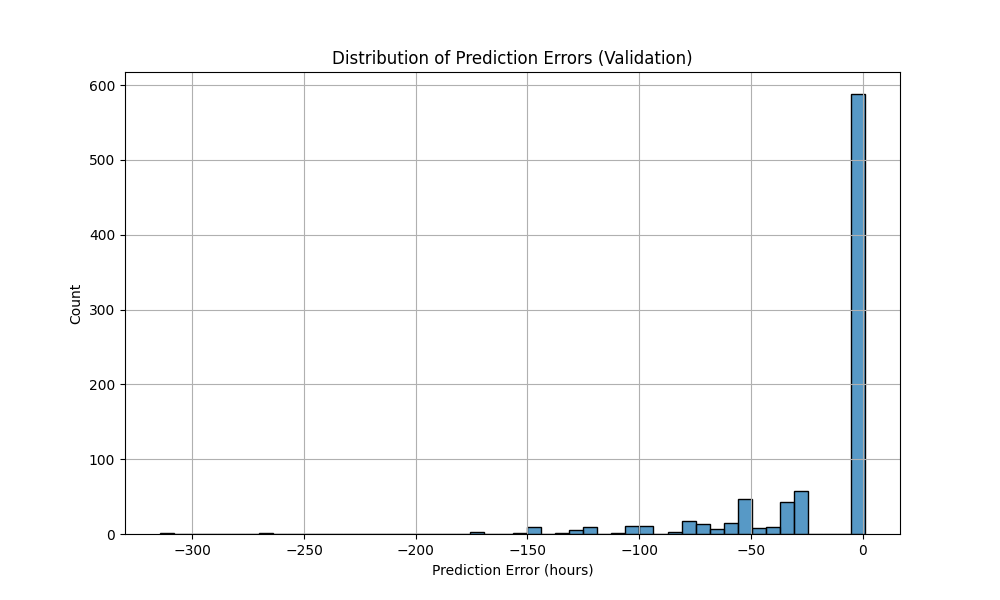 Distribution of Prediction Errors (Validation)
600
500
400
300
200
100
0
Count
−300 −250 −200 −150 −100 −50 0
Prediction Error (hours)